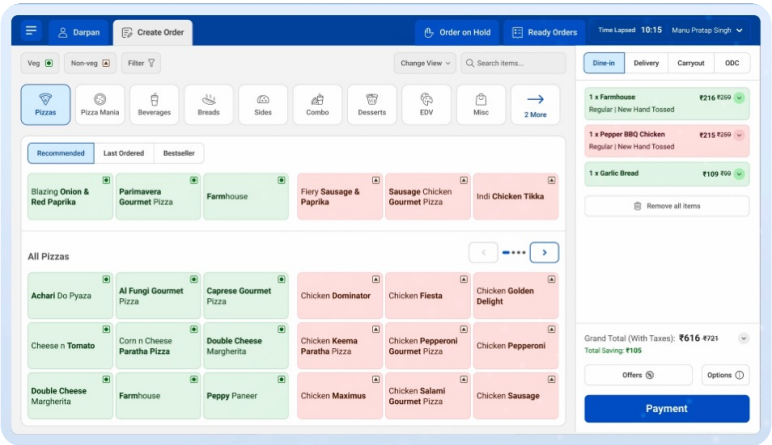 Darpan
Create Order
Order on Hold
Ready Orders
Time Lapsed 10:15
Manu Pratap Singh
Veg
Non-veg
Filter
Change View
Search items...
Pizzas
Pizza Mania
Beverages
Breads
Sides
Combo
Desserts
EDV
Misc
2 More
Recommended
Last Ordered
Bestseller
Blazing Onion &
Red Paprika
Parimavera
Gourmet Pizza
Farmhouse
Fiery Sausage &
Paprika
Sausage Chicken
Gourmet Pizza
Indi Chicken Tikka
All Pizzas
Achari Do Pyaza
Al Fungi Gourmet
Pizza
Caprese Gourmet
Pizza
Chicken Dominator
Chicken Fiesta
Chicken Golden
Delight
Cheese n Tomato
Corn n Cheese
Paratha Pizza
Double Cheese
Margherita
Chicken Keema
Paratha Pizza
Chicken Pepperoni
Gourmet Pizza
Chicken Pepperoni
Double Cheese
Margherita
Farmhouse
Peppy Paneer
Chicken Maximus
Chicken Salami
Gourmet Pizza
Chicken Sausage
Dine-in
Delivery
Carryout
ODC
1 x Farmhouse ₹216 ₹259
Regular | New Hand Tossed
1 x Pepper BBQ Chicken ₹215 ₹259
Regular | New Hand Tossed
1 x Garlic Bread ₹109 ₹99
Remove all items
Grand Total (With Taxes): ₹616 ₹721
Total Saving: ₹105
Offers
Options
Payment